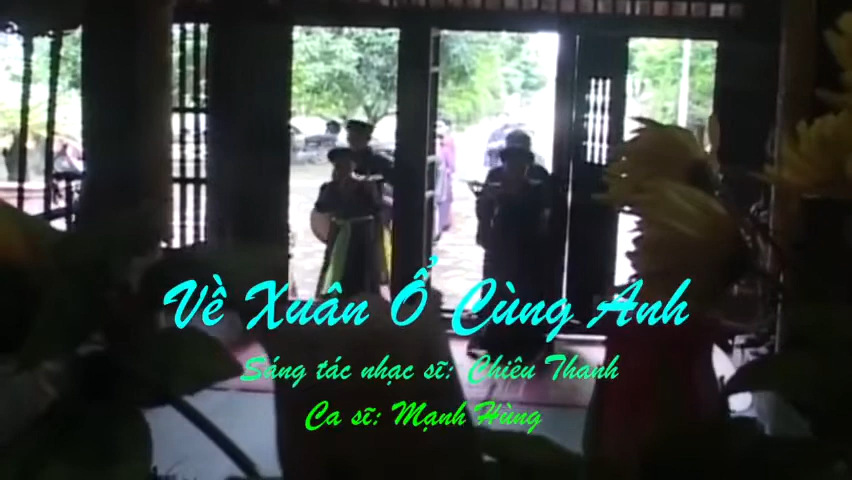 Về Xuân Ổ Cùng Anh
Sáng tác nhạc sĩ: Chiêu Thanh
Ca sĩ: Mạnh Hùng